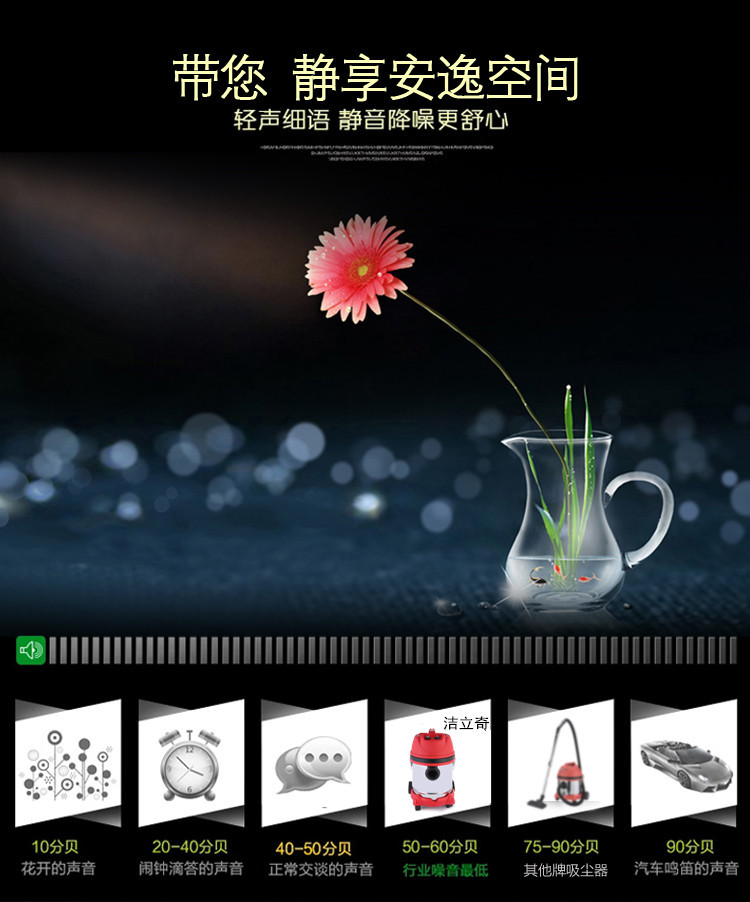 带您 静享安逸空间
轻声细语 静音降噪更舒心
洁立奇
10分贝
花开的声音
20-40分贝
闹钟滴答的声音
40-50分贝
正常交谈的声音
50-60分贝
行业噪音最低
75-90分贝
其他牌吸尘器
90分贝
汽车鸣笛的声音